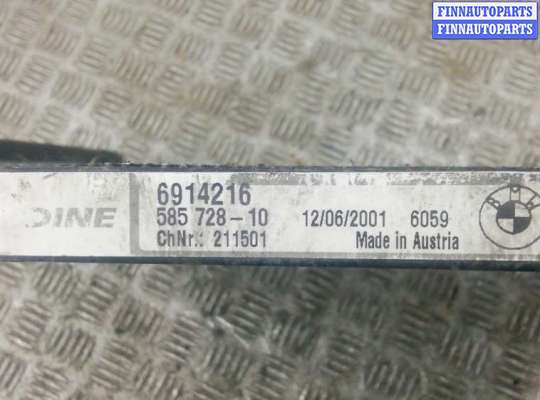 FINNAUTOPARTS
FINNAUTOPARTS
DINE
6914216
585 728-10 12/06/2001 6059
ChNr.: 211501 Made in Austria